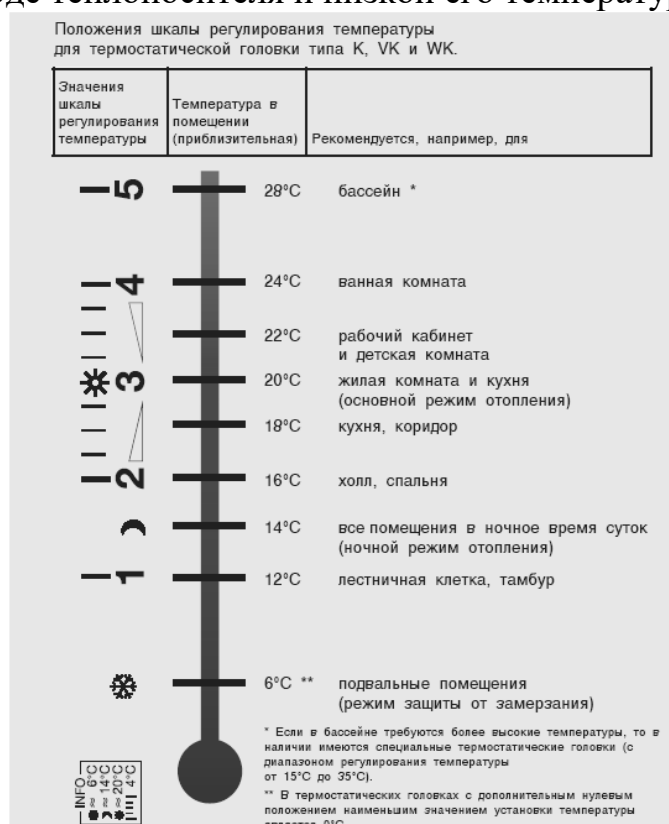 Положения шкалы регулирования температуры
для термостатической головки типа K, VK и WK.
Значения
шкалы
регулирования
температуры
Температура в
помещении
(приблизительная)
Рекомендуется, например, для
5 28°C бассейн *
4 24°C ванная комната
22°C рабочий кабинет
и детская комната
3 20°C жилая комната и кухня
(основной режим отопления)
18°C кухня, коридор
2 16°C холл, спальня
14°C все помещения в ночное время суток
(ночной режим отопления)
1 12°C лестничная клетка, тамбур
6°C ** подвальные помещения
(режим защиты от замерзания)
* Если в бассейне требуются более высокие температуры, то в
наличии имеются специальные термостатические головки (с
диапазоном регулирования температуры
от 15°C до 35°C).
** В термостатических головках с дополнительным нулевым
положением наименьшим значением установки температуры
INFO
≈ 6°C
≈ 14°C
≈ 20°C
4°C